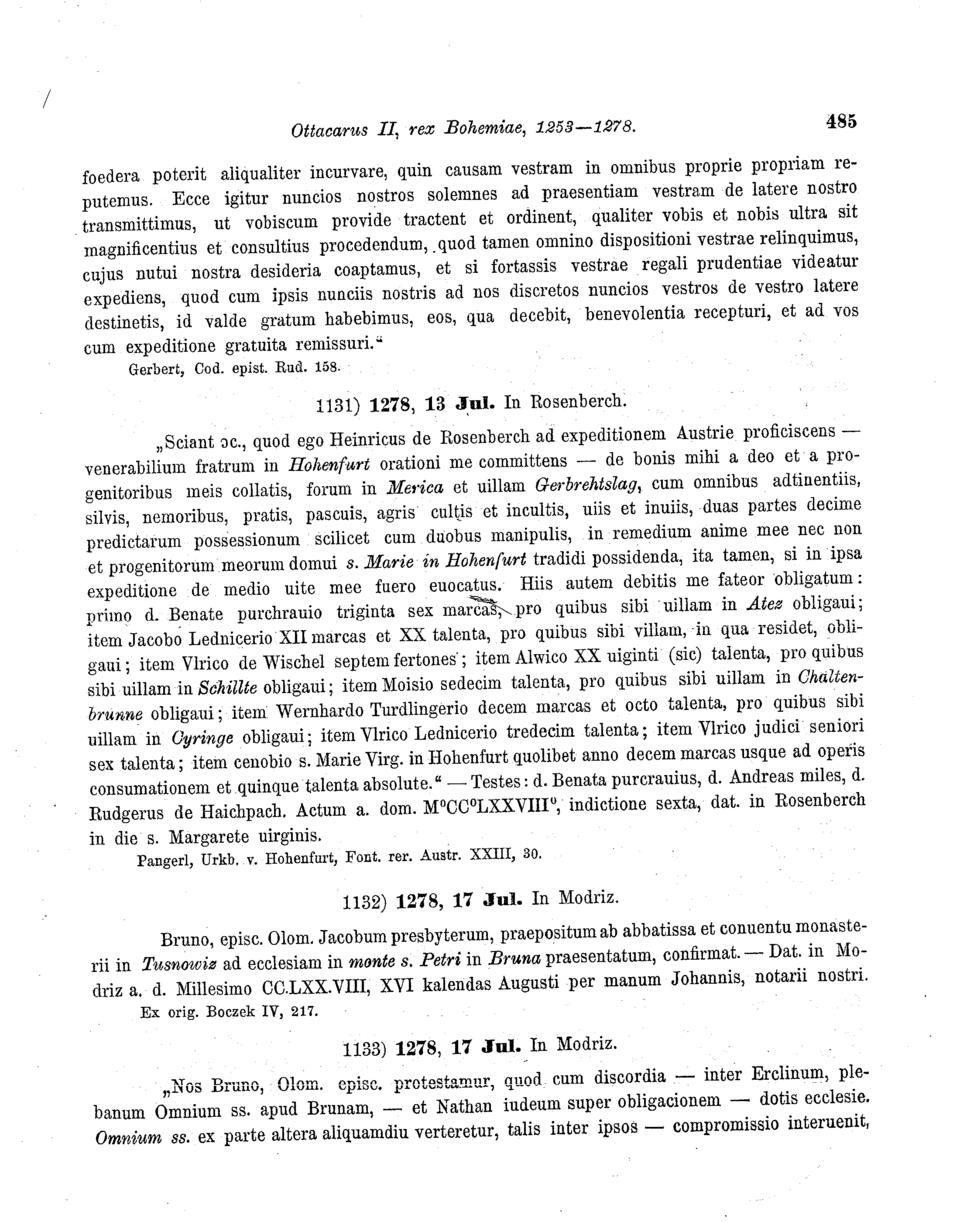 Ottacarus II, rex Bohemiae, 1253—1278. 485
foedera poterit aliqualiter incurvare, quin causam vestram in omnibus proprie propriam re-
putemus. Ecce igitur nuncios nostros solemnes ad praesentiam vestram de latere nostro
transmittimus, ut vobiscum provide tractent et ordinent, qualiter vobis et nobis ultra sit
magnificentius et consultius procedendum, quod tamen omnino dispositioni vestrae relinquimus,
cujus nutui nostra desideria coaptamus, et si fortassis vestrae regali prudentiae videatur
expediens, quod cum ipsis nunciis nostris ad nos discretos nuncios vestros de vestro latere
destinetis, id valde gratum habebimus, eos, qua decebit, benevolentia recepturi, et ad vos
cum expeditione gratuita remissuri.“
Gerbert, Cod. epist. Rud. 158.
1131) 1278, 13 Jul. In Rosenberch.
„Sciant ɔc., quod ego Heinricus de Rosenberch ad expeditionem Austrie proficiscens —
venerabilium fratrum in Hohenfurt orationi me committens — de bonis mihi a deo et a pro-
genitoribus meis collatis, forum in Merica et uillam Gerbrehtslag, cum omnibus adtinentiis,
silvis, nemoribus, pratis, pascuis, agris cultis et incultis, uiis et inuiis, duas partes decime
predictarum possessionum scilicet cum duobus manipulis, in remedium anime mee nec non
et progenitorum meorum domui s. Marie in Hohenfurt tradidi possidenda, ita tamen, si in ipsa
expeditione de medio uite mee fuero euocatus. Hiis autem debitis me fateor obligatum:
primo d. Benate purchrauio triginta sex marcas, pro quibus sibi uillam in Atez obligaui;
item Jacobo Lednicerio XII marcas et XX talenta, pro quibus sibi villam, in qua residet, obli-
gaui; item Vlrico de Wischel septem fertones; item Alwico XX uiginti (sic) talenta, pro quibus
sibi uillam in Schillte obligaui; item Moisio sedecim talenta, pro quibus sibi uillam in Chalten-
brunne obligaui; item Wernhardo Turdlingerio decem marcas et octo talenta, pro quibus sibi
uillam in Gyringe obligaui; item Vlrico Lednicerio tredecim talenta; item Vlrico judici seniori
sex talenta; item cenobio s. Marie Virg. in Hohenfurt quolibet anno decem marcas usque ad operis
consumationem et quinque talenta absolute.“ — Testes: d. Benata purcrauius, d. Andreas miles, d.
Rudgerus de Haichpach. Actum a. dom. M⁰CC⁰LXXVIII⁰, indictione sexta, dat. in Rosenberch
in die s. Margarete uirginis.
Pangerl, Urkb. v. Hohenfurt, Font. rer. Austr. XXIII, 30.
1132) 1278, 17 Jul. In Modriz.
Bruno, episc. Olom. Jacobum presbyterum, praepositum ab abbatissa et conuentu monaste-
rii in Tusnowiz ad ecclesiam in monte s. Petri in Bruna praesentatum, confirmat. — Dat. in Mo-
driz a. d. Millesimo CC.LXX.VIII, XVI kalendas Augusti per manum Johannis, notarii nostri.
Ex orig. Boczek IV, 217.
1133) 1278, 17 Jul. In Modriz.
„Nos Bruno, Olom. episc. protestamur, quod cum discordia — inter Erclinum, ple-
banum Omnium ss. apud Brunam, — et Nathan iudeum super obligacionem — dotis ecclesie.
Omnium ss. ex parte altera aliquamdiu verteretur, talis inter ipsos — compromissio interuenit,